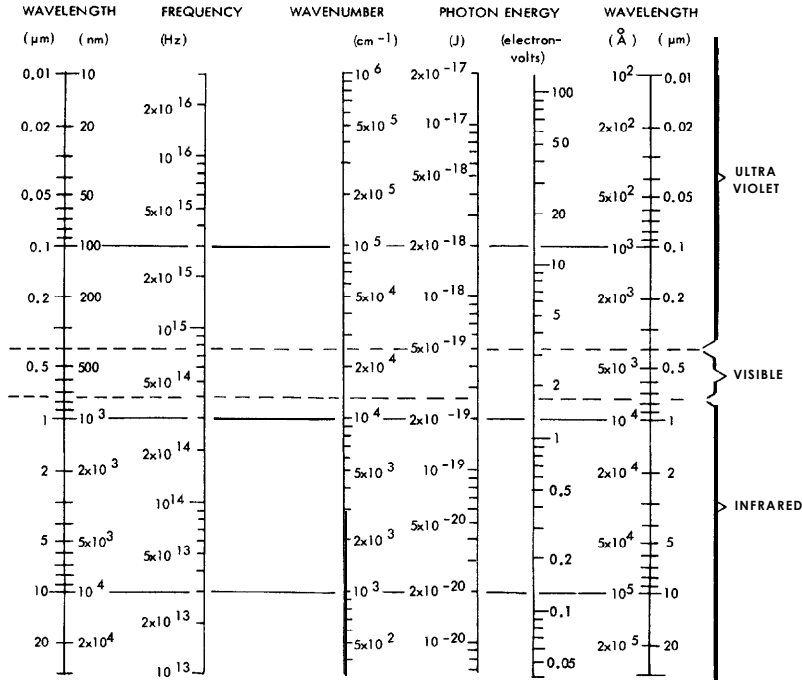 WAVELENGTH FREQUENCY WAVENUMBER PHOTON ENERGY WAVELENGTH
(μm) (nm) (Hz) (cm⁻¹) (J) (electron-volts) (Å) (μm)
0.01 10 10⁶ 2x10⁻¹⁷ 10² 0.01
100
2x10¹⁶
0.02 20 5x10⁵ 10⁻¹⁷ 2x10² 0.02
50
10¹⁶
5x10⁻¹⁸
ULTRA
VIOLET
0.05 50 2x10⁵ 5x10² 0.05
5x10¹⁵ 20
0.1 100 10⁵ 2x10⁻¹⁸ 10³ 0.1
10
2x10¹⁵
0.2 200 5x10⁴ 10⁻¹⁸ 2x10³ 0.2
5
10¹⁵
5x10⁻¹⁹
0.5 500 2x10⁴ 5x10³ 0.5
VISIBLE
5x10¹⁴ 2
1 10³ 10⁴ 2x10⁻¹⁹ 10⁴ 1
1
2x10¹⁴
2 2x10³ 5x10³ 10⁻¹⁹ 2x10⁴ 2
0.5
10¹⁴
INFRARED
5x10⁻²⁰
5 5x10³ 2x10³ 5x10⁴ 5
5x10¹³ 0.2
10 10⁴ 10³ 2x10⁻²⁰ 10⁵ 10
0.1
2x10¹³
20 2x10⁴ 5x10² 10⁻²⁰ 2x10⁵ 20
0.05
10¹³